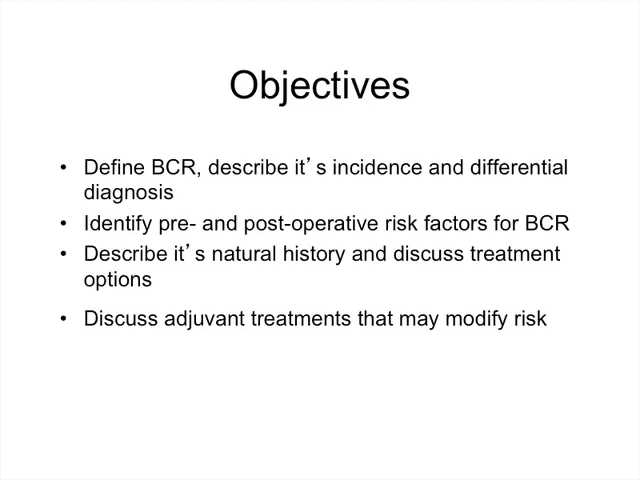 Objectives
• Define BCR, describe it’s incidence and differential
diagnosis
• Identify pre- and post-operative risk factors for BCR
• Describe it’s natural history and discuss treatment
options
• Discuss adjuvant treatments that may modify risk